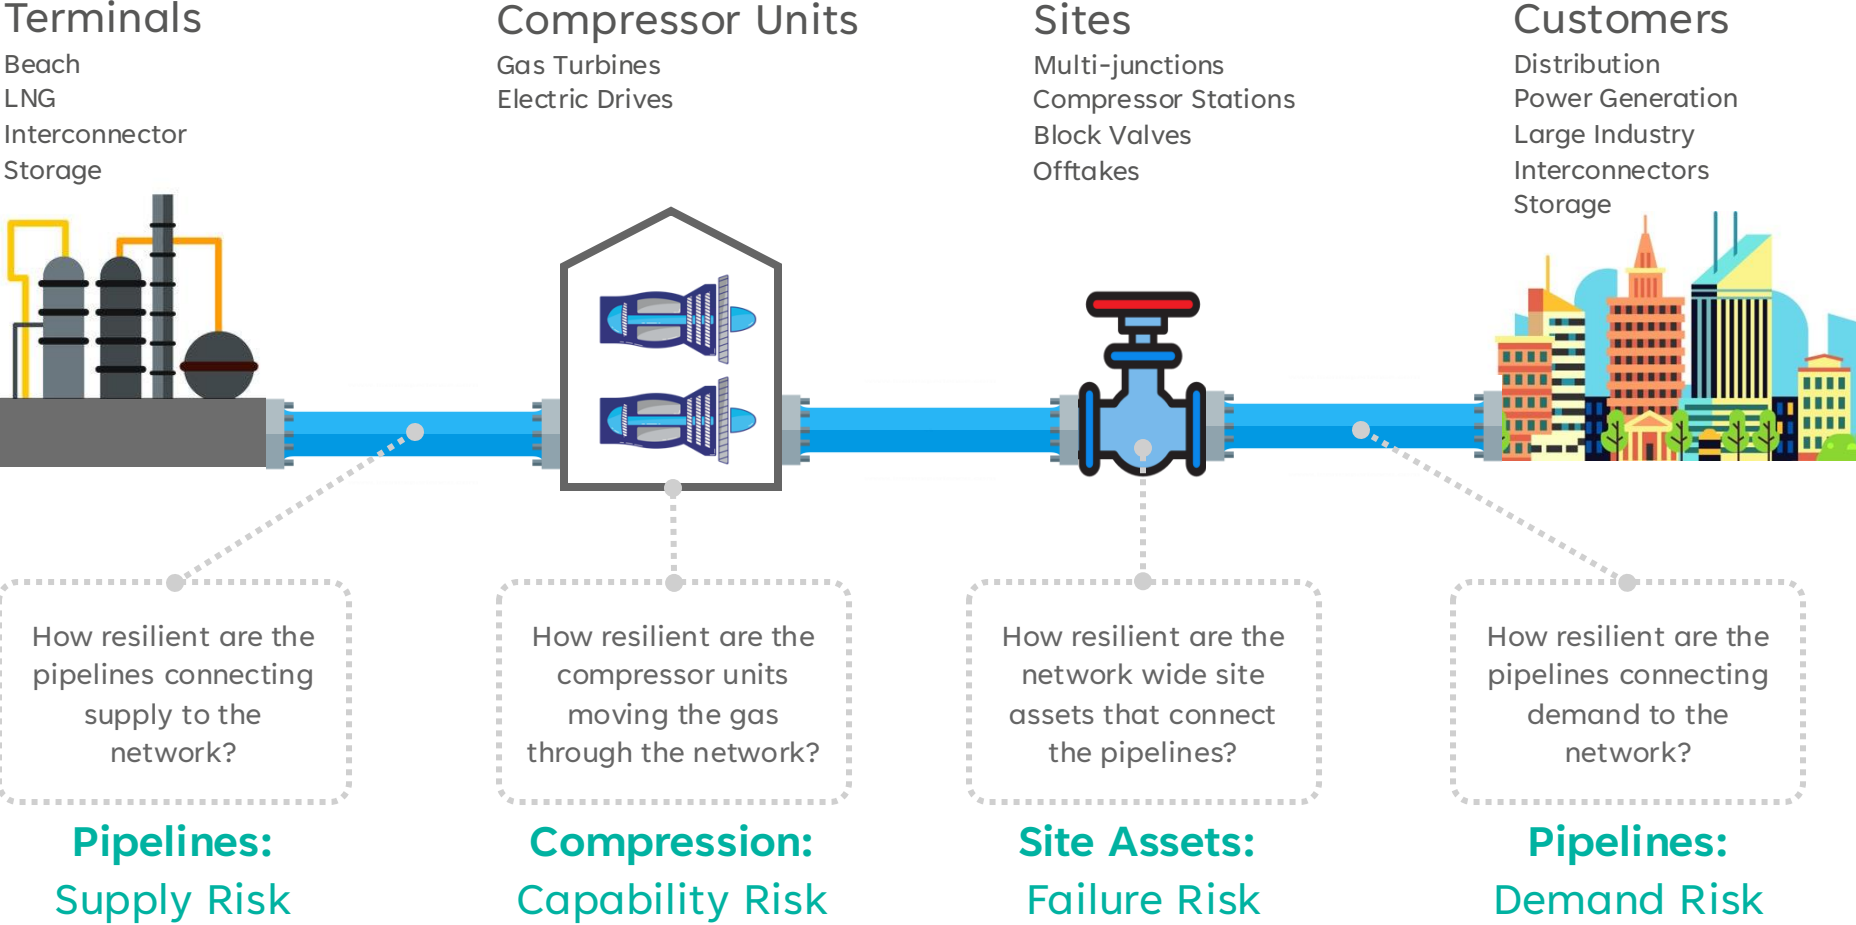 Terminals
Beach
LNG
Interconnector
Storage
Compressor Units
Gas Turbines
Electric Drives
Sites
Multi-junctions
Compressor Stations
Block Valves
Offtakes
Customers
Distribution
Power Generation
Large Industry
Interconnectors
Storage
How resilient are the
pipelines connecting
supply to the
network?
Pipelines:
Supply Risk
How resilient are the
compressor units
moving the gas
through the network?
Compression:
Capability Risk
How resilient are the
network wide site
assets that connect
the pipelines?
Site Assets:
Failure Risk
How resilient are the
pipelines connecting
demand to the
network?
Pipelines:
Demand Risk